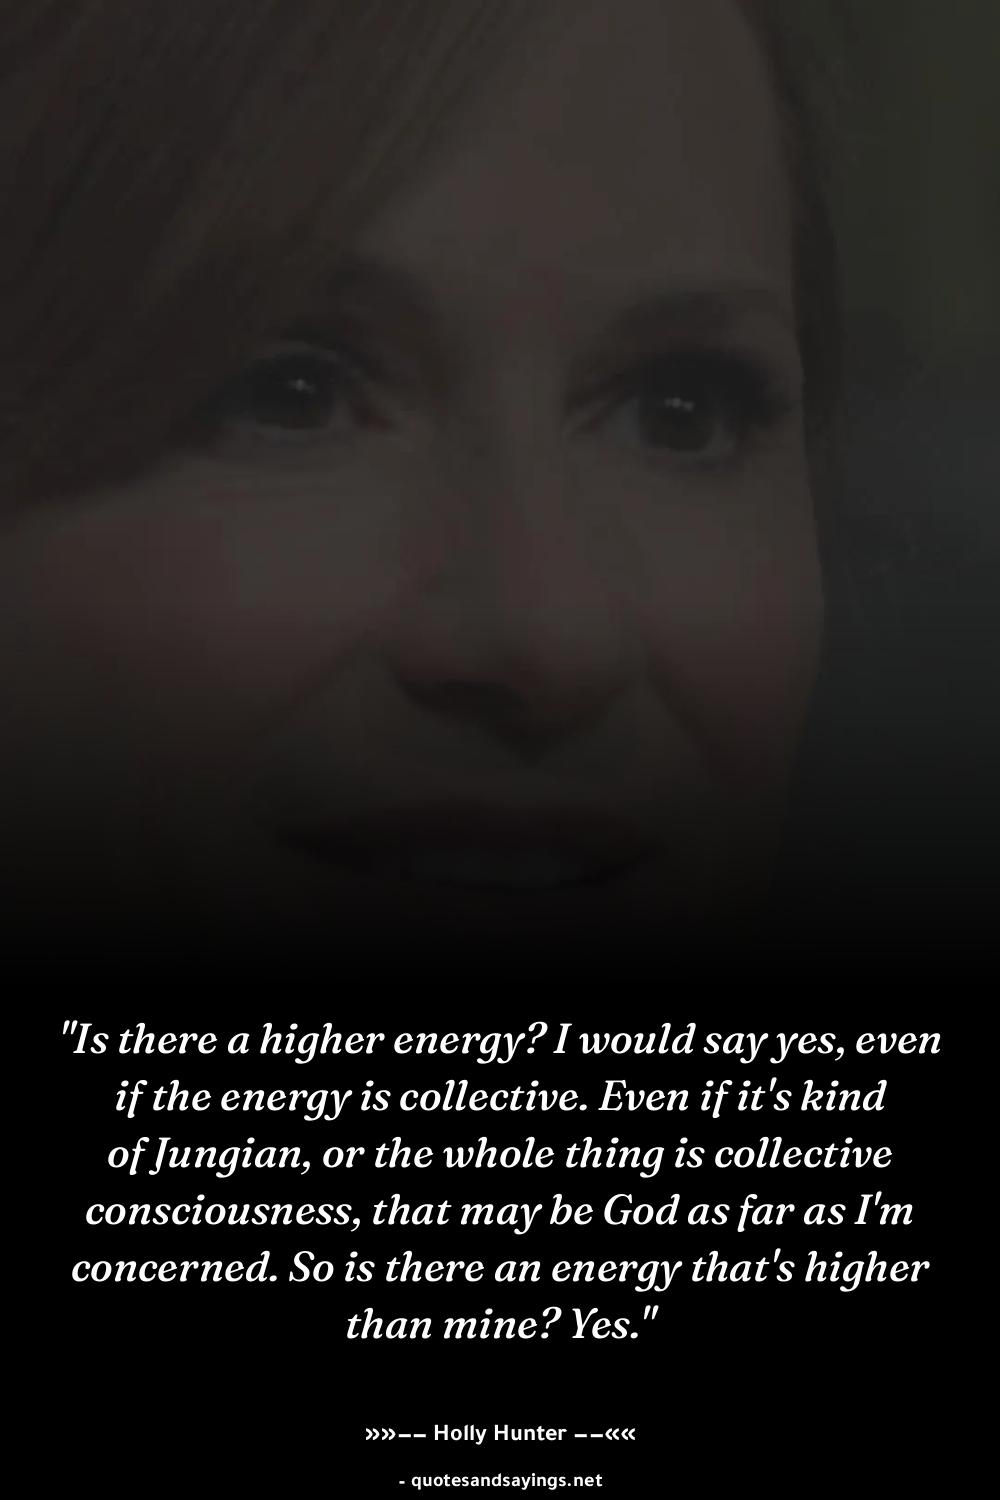 "Is there a higher energy? I would say yes, even
if the energy is collective. Even if it's kind
of Jungian, or the whole thing is collective
consciousness, that may be God as far as I'm
concerned. So is there an energy that's higher
than mine? Yes."
»»–– Holly Hunter ––««
- quotesandsayings.net